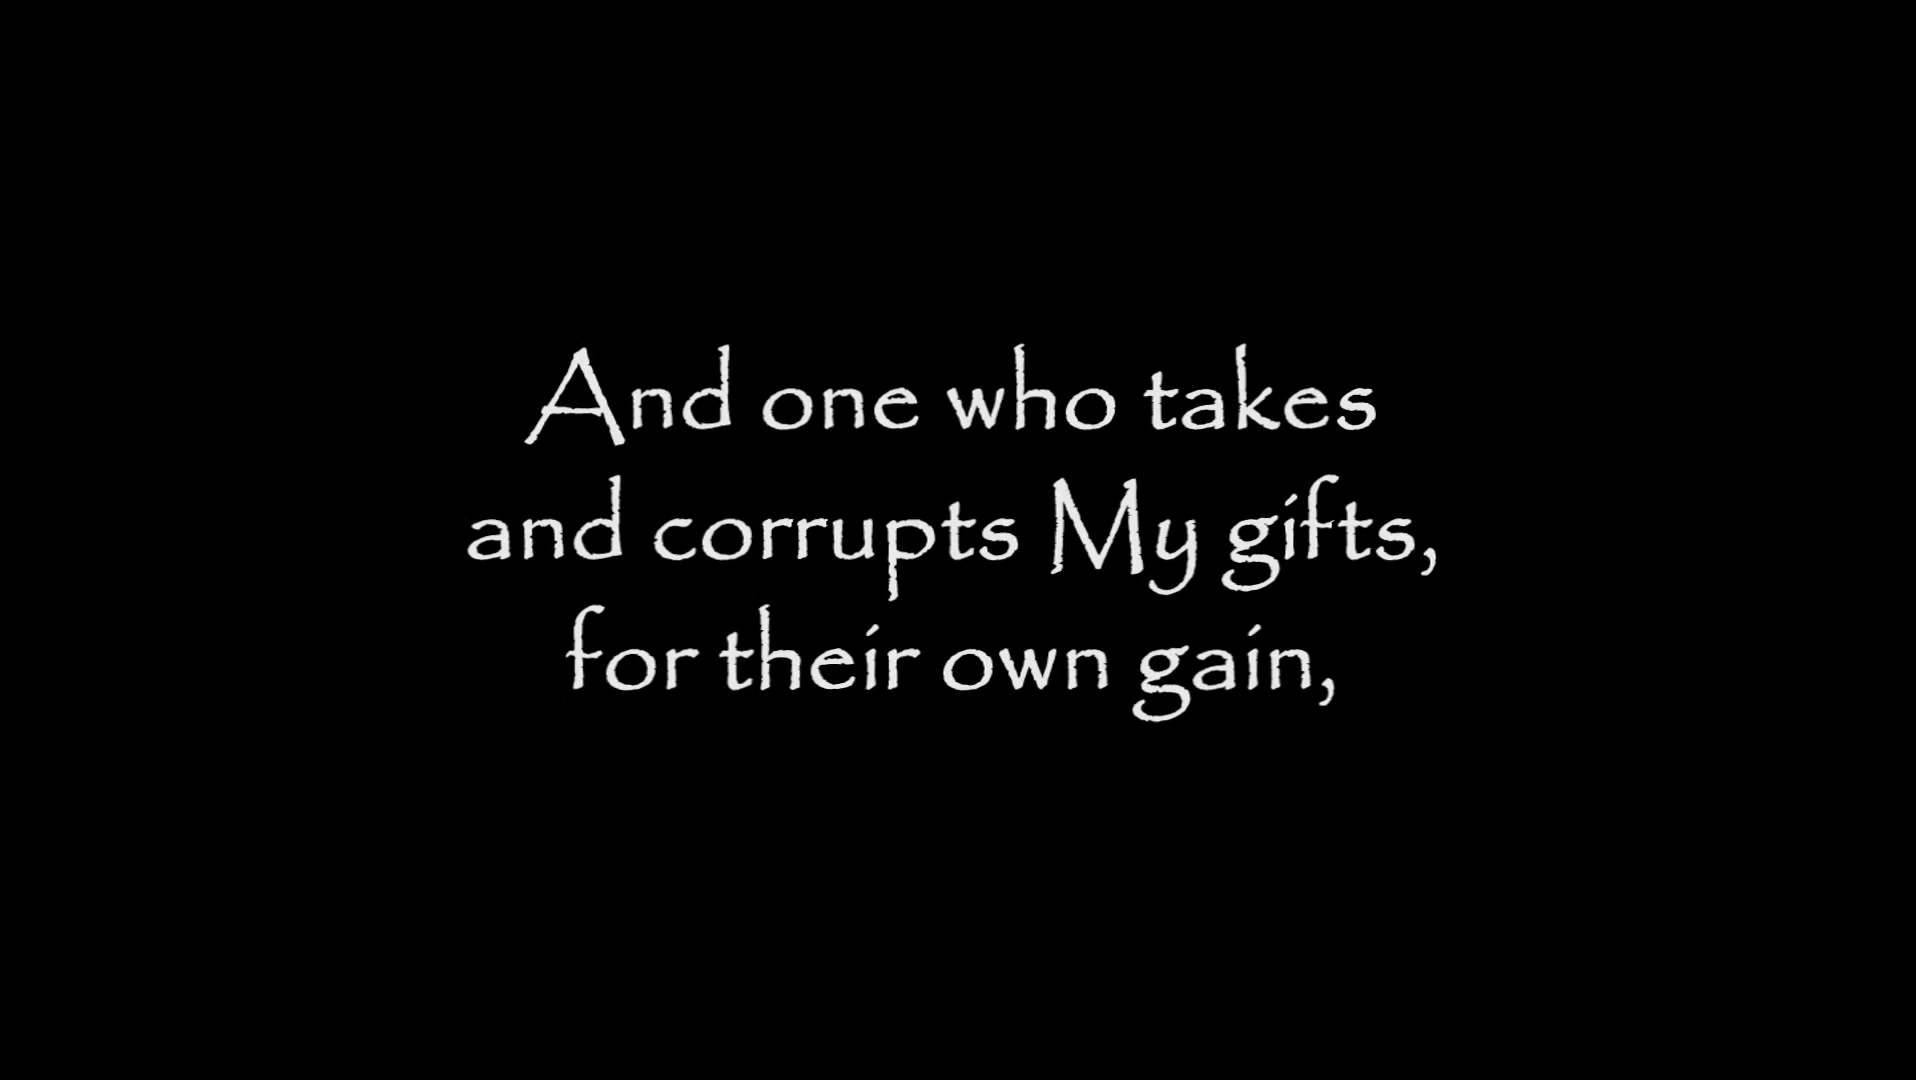 And one who takes
and corrupts My gifts,
for their own gain,